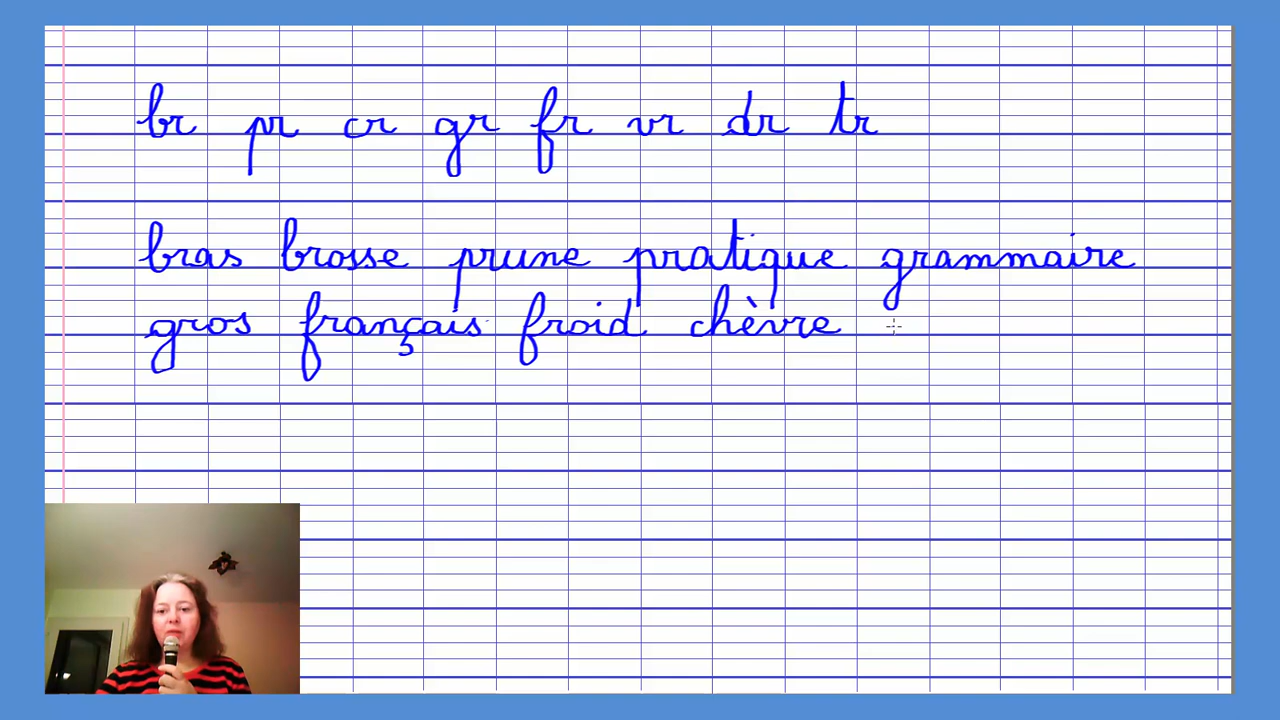 br pr cr gr fr vr dr tr
bras brosse prune pratique grammaire
gros français froid chèvre